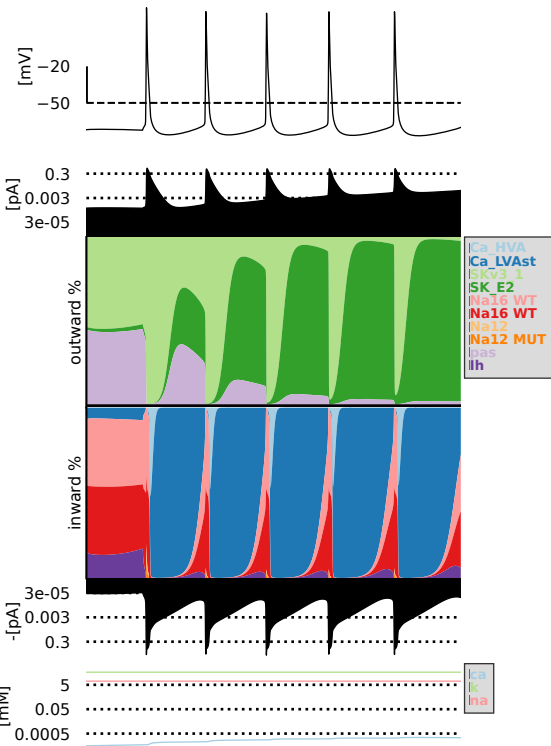 [mV]
−20
−50
[pA]
0.3
0.003
3e-05
outward %
Ca_HVA
Ca_LVAst
SKv3_1
SK_E2
Na16 WT
Na16 WT
Na12
Na12 MUT
pas
Ih
inward %
-[pA]
3e-05
0.003
0.3
[mM]
5
0.05
0.0005
ca
k
na